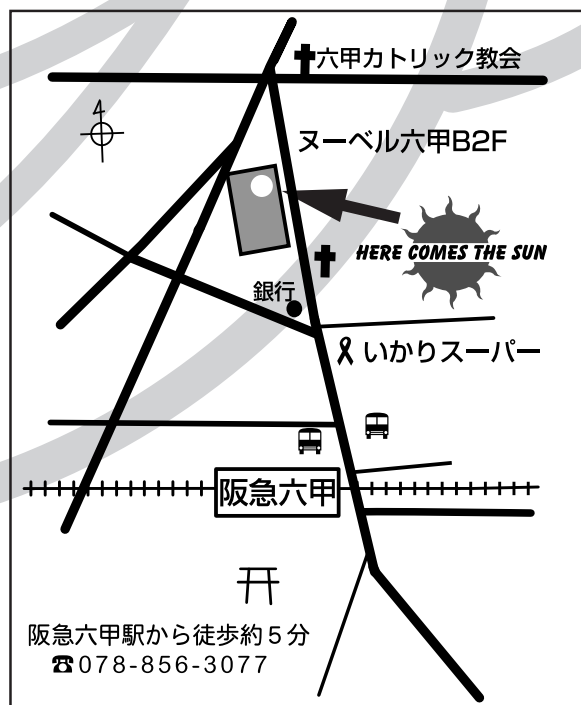 六甲カトリック教会
ヌーベル六甲B2F
HERE COMES THE SUN
銀行
いかりスーパー
阪急六甲
阪急六甲駅から徒歩約5分
☎078-856-3077